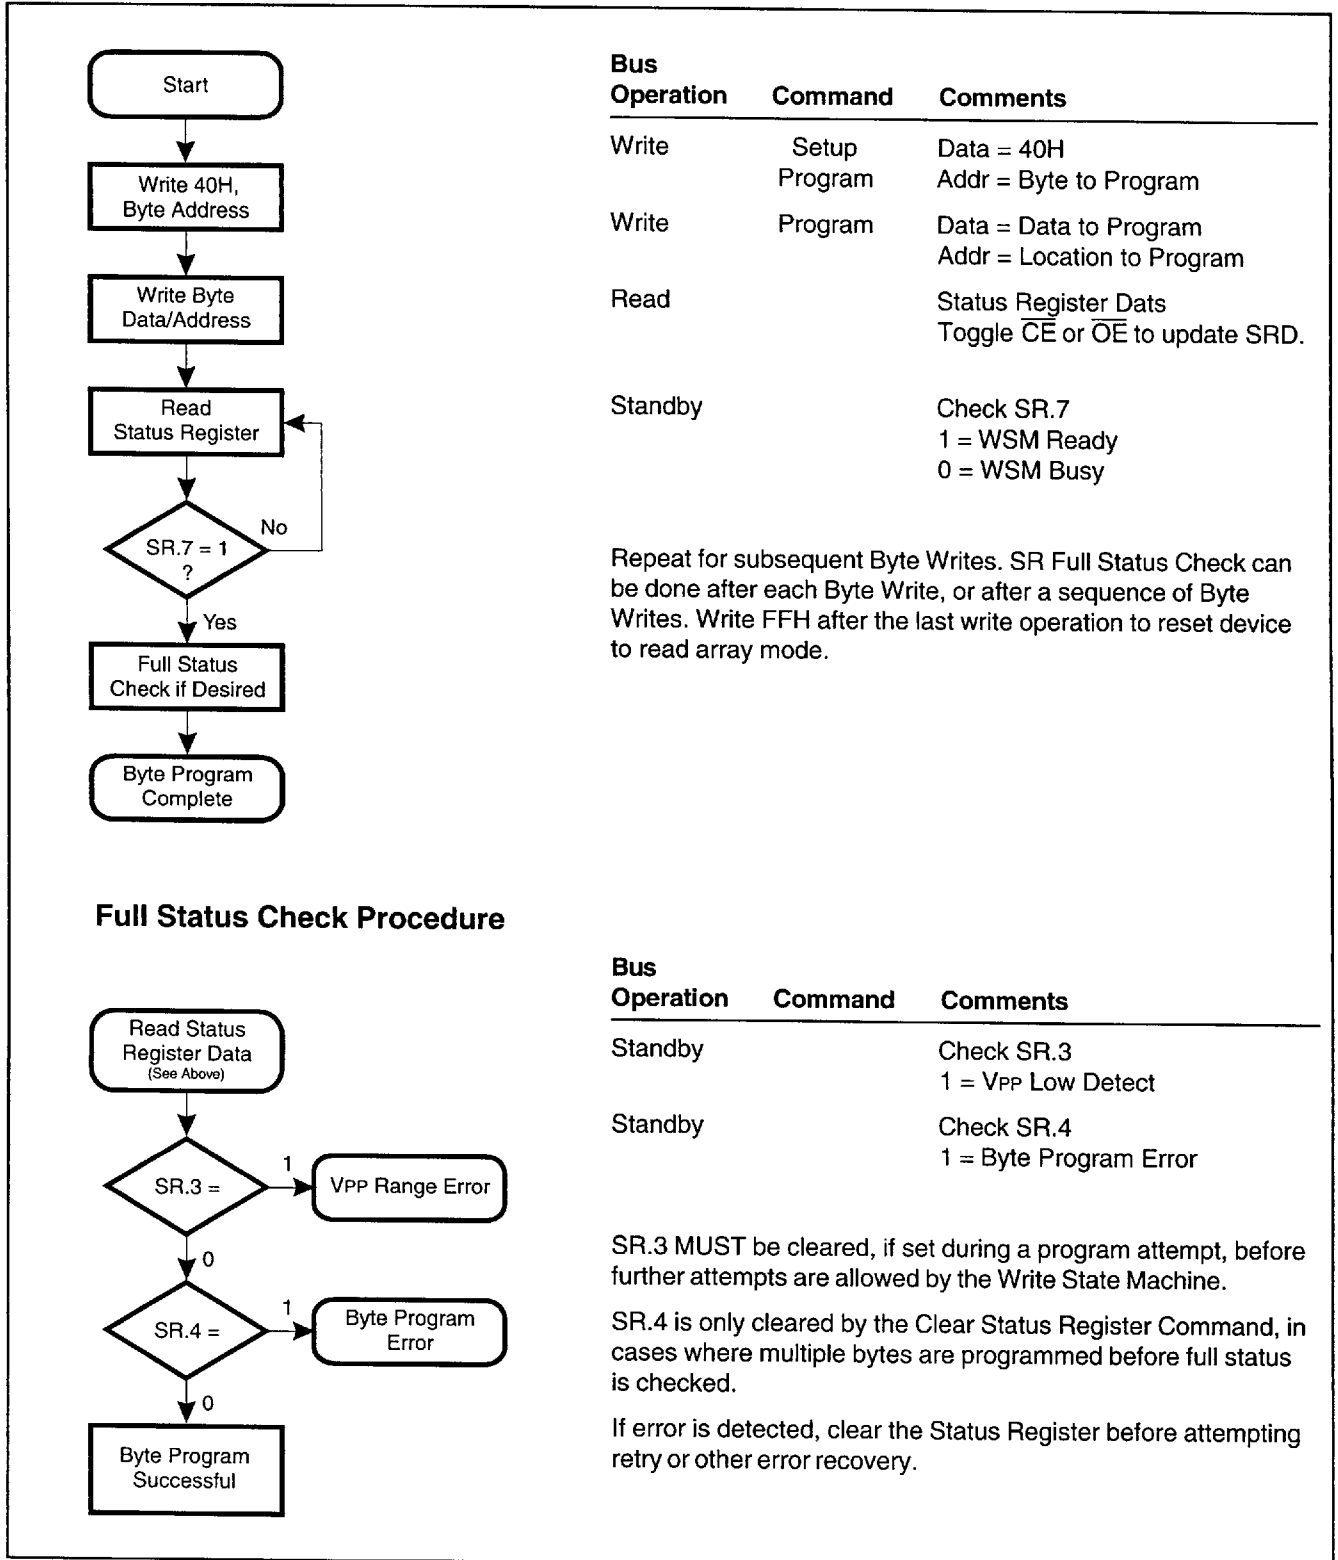 Start
Write 40H,
Byte Address
Write Byte
Data/Address
Read
Status Register
No
SR.7 = 1
?
Yes
Full Status
Check if Desired
Byte Program
Complete
Bus
Operation Command Comments
Write Setup Data = 40H
Program Addr = Byte to Program
Write Program Data = Data to Program
Addr = Location to Program
Read Status Register Dats
Toggle C̅E̅ or O̅E̅ to update SRD.
Standby Check SR.7
1 = WSM Ready
0 = WSM Busy
Repeat for subsequent Byte Writes. SR Full Status Check can
be done after each Byte Write, or after a sequence of Byte
Writes. Write FFH after the last write operation to reset device
to read array mode.
Full Status Check Procedure
Read Status
Register Data
(See Above)
SR.3 =
1
VPP Range Error
0
SR.4 =
1
Byte Program
Error
0
Byte Program
Successful
Bus
Operation Command Comments
Standby Check SR.3
1 = VPP Low Detect
Standby Check SR.4
1 = Byte Program Error
SR.3 MUST be cleared, if set during a program attempt, before
further attempts are allowed by the Write State Machine.
SR.4 is only cleared by the Clear Status Register Command, in
cases where multiple bytes are programmed before full status
is checked.
If error is detected, clear the Status Register before attempting
retry or other error recovery.